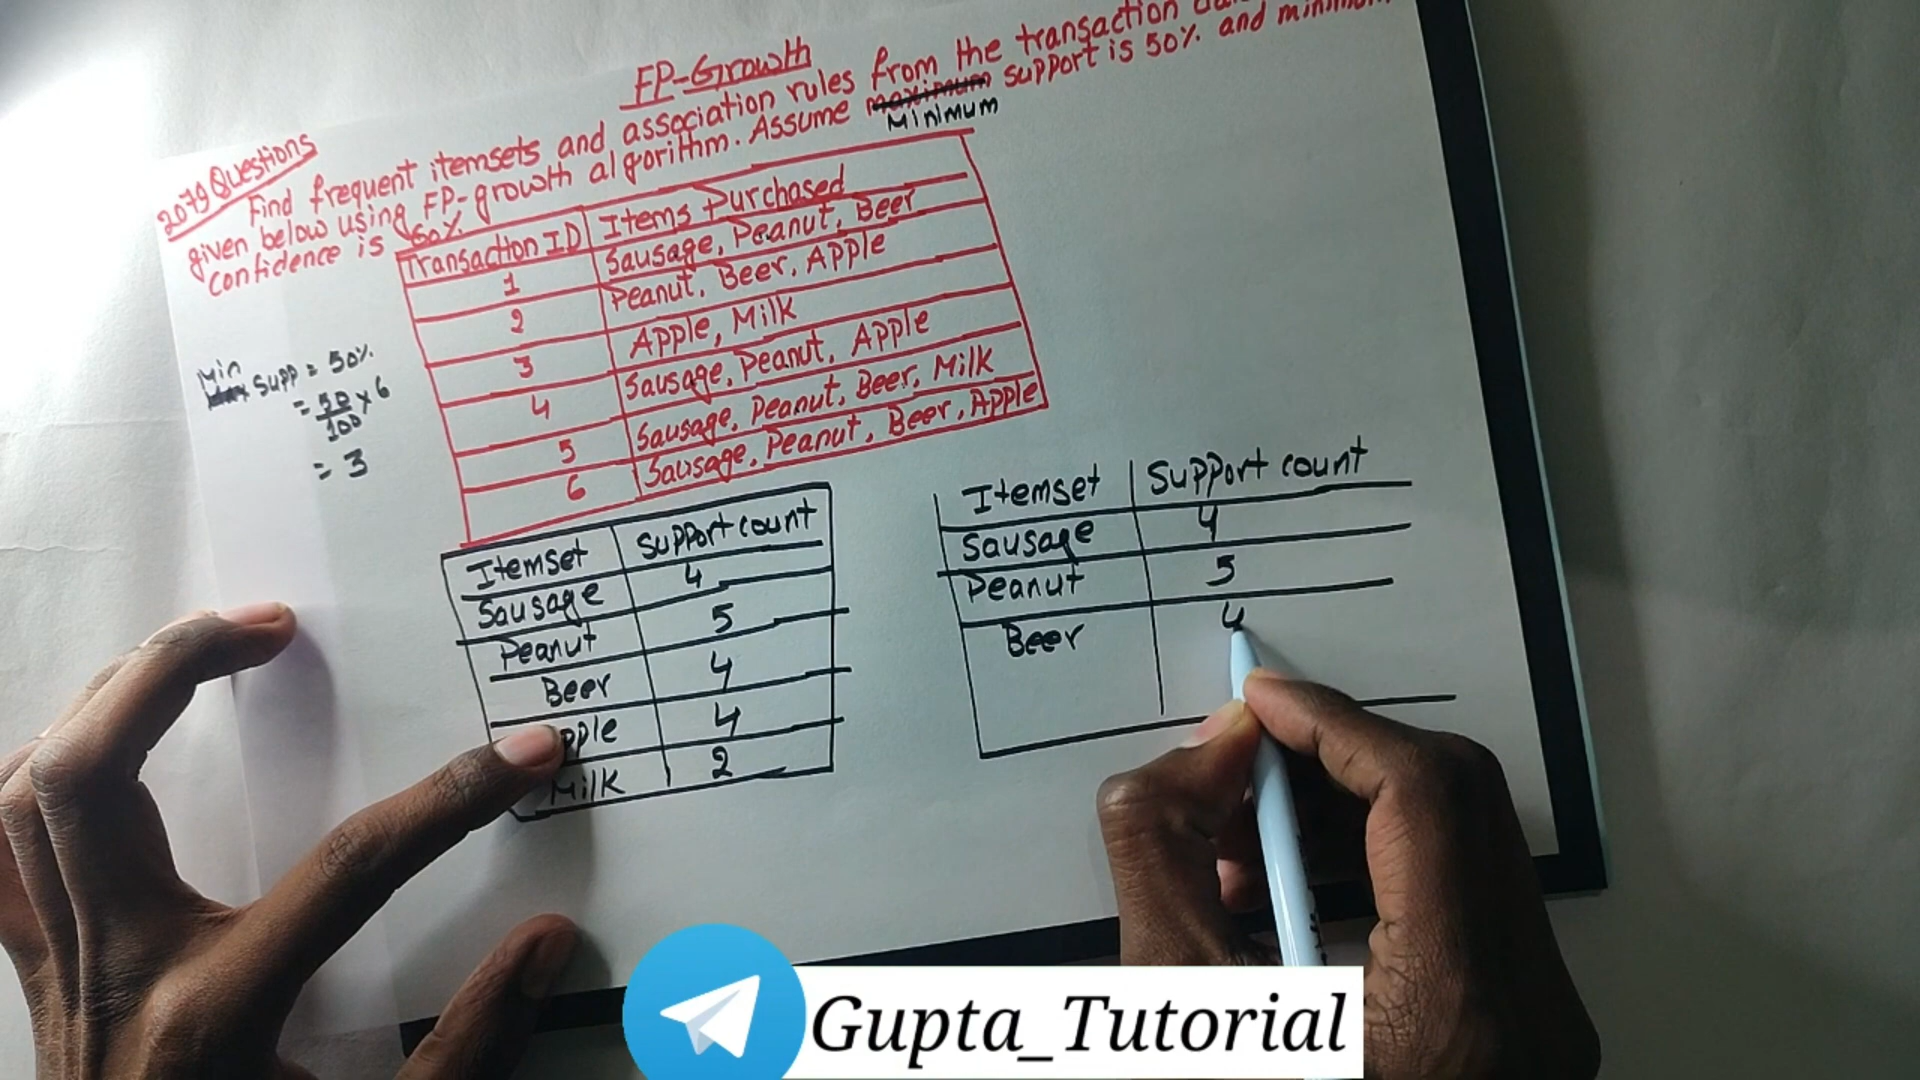 FP-Growth
2079 Questions
Find frequent itemsets and association rules from the transaction
given below using FP-growth algorithm. Assume maximum support is 50% and minimum
Minimum
confidence is 60%.
Transaction ID Items Purchased
1 Sausage, Peanut, Beer
2 Peanut, Beer, Apple
3 Apple, Milk
4 Sausage, Peanut, Apple
5 Sausage, Peanut, Beer, Milk
6 Sausage, Peanut, Beer, Apple
Min
Supp = 50%
= 50/100 x 6
= 3
Itemset Support count
Sausage 4
Peanut 5
Beer 4
pple 4
Milk 2
Itemset Support count
Sausage 4
Peanut 5
Beer 4
Gupta_Tutorial